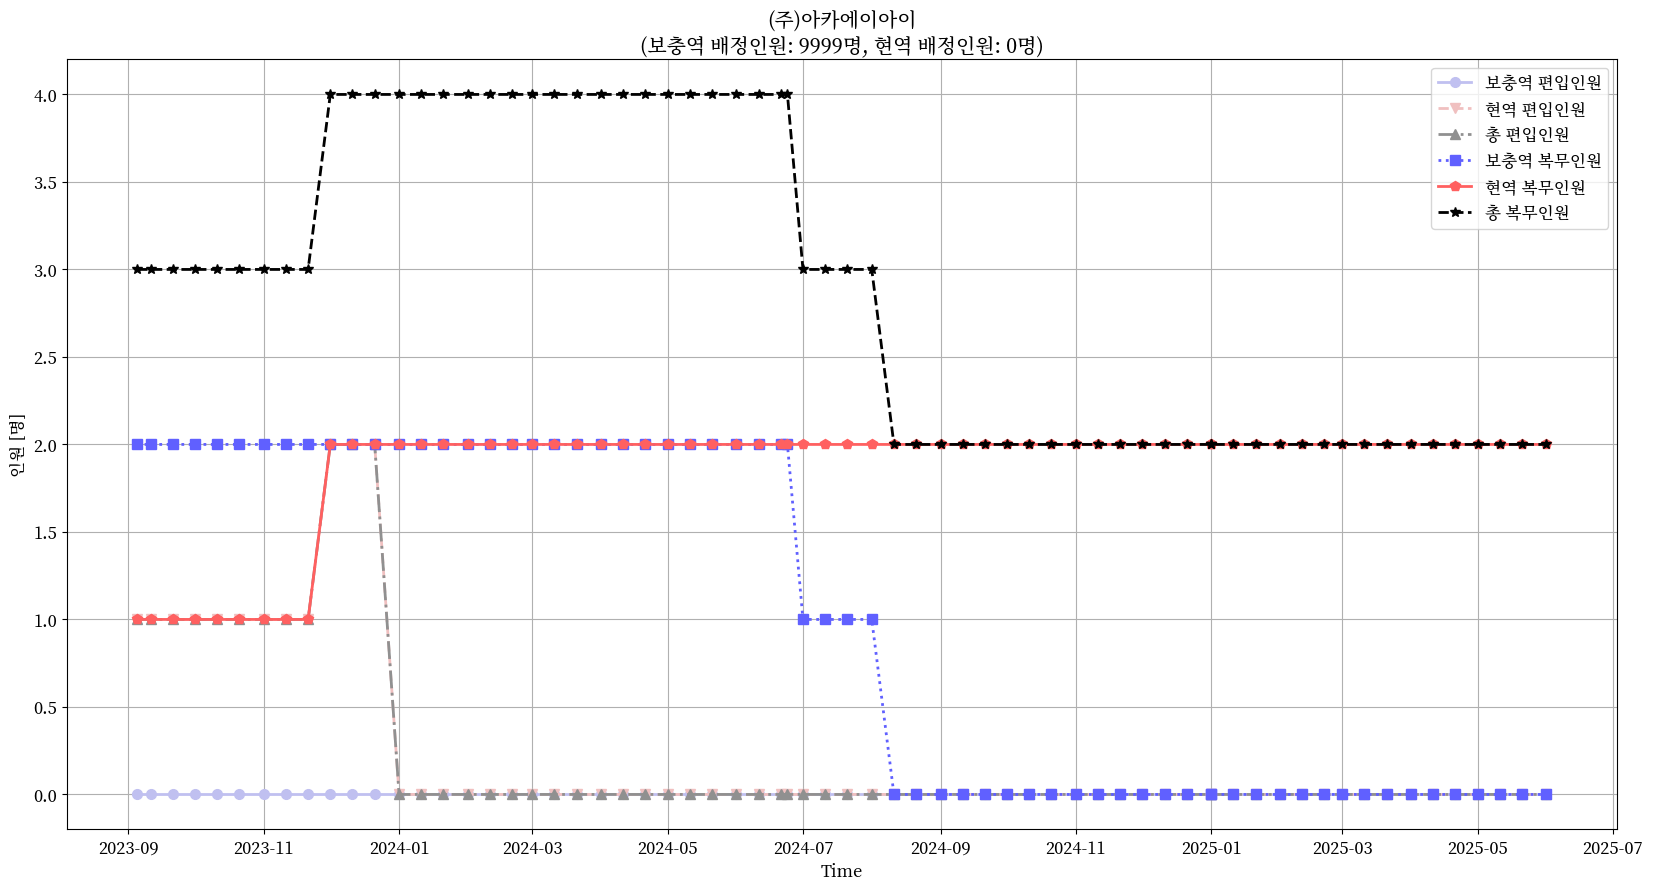 (주)아카에이아이
(보충역 배정인원: 9999명, 현역 배정인원: 0명)
보충역 편입인원
현역 편입인원
총 편입인원
보충역 복무인원
현역 복무인원
총 복무인원
인원 [명]
4.0
3.5
3.0
2.5
2.0
1.5
1.0
0.5
0.0
2023-09 2023-11 2024-01 2024-03 2024-05 2024-07 2024-09 2024-11 2025-01 2025-03 2025-05 2025-07
Time